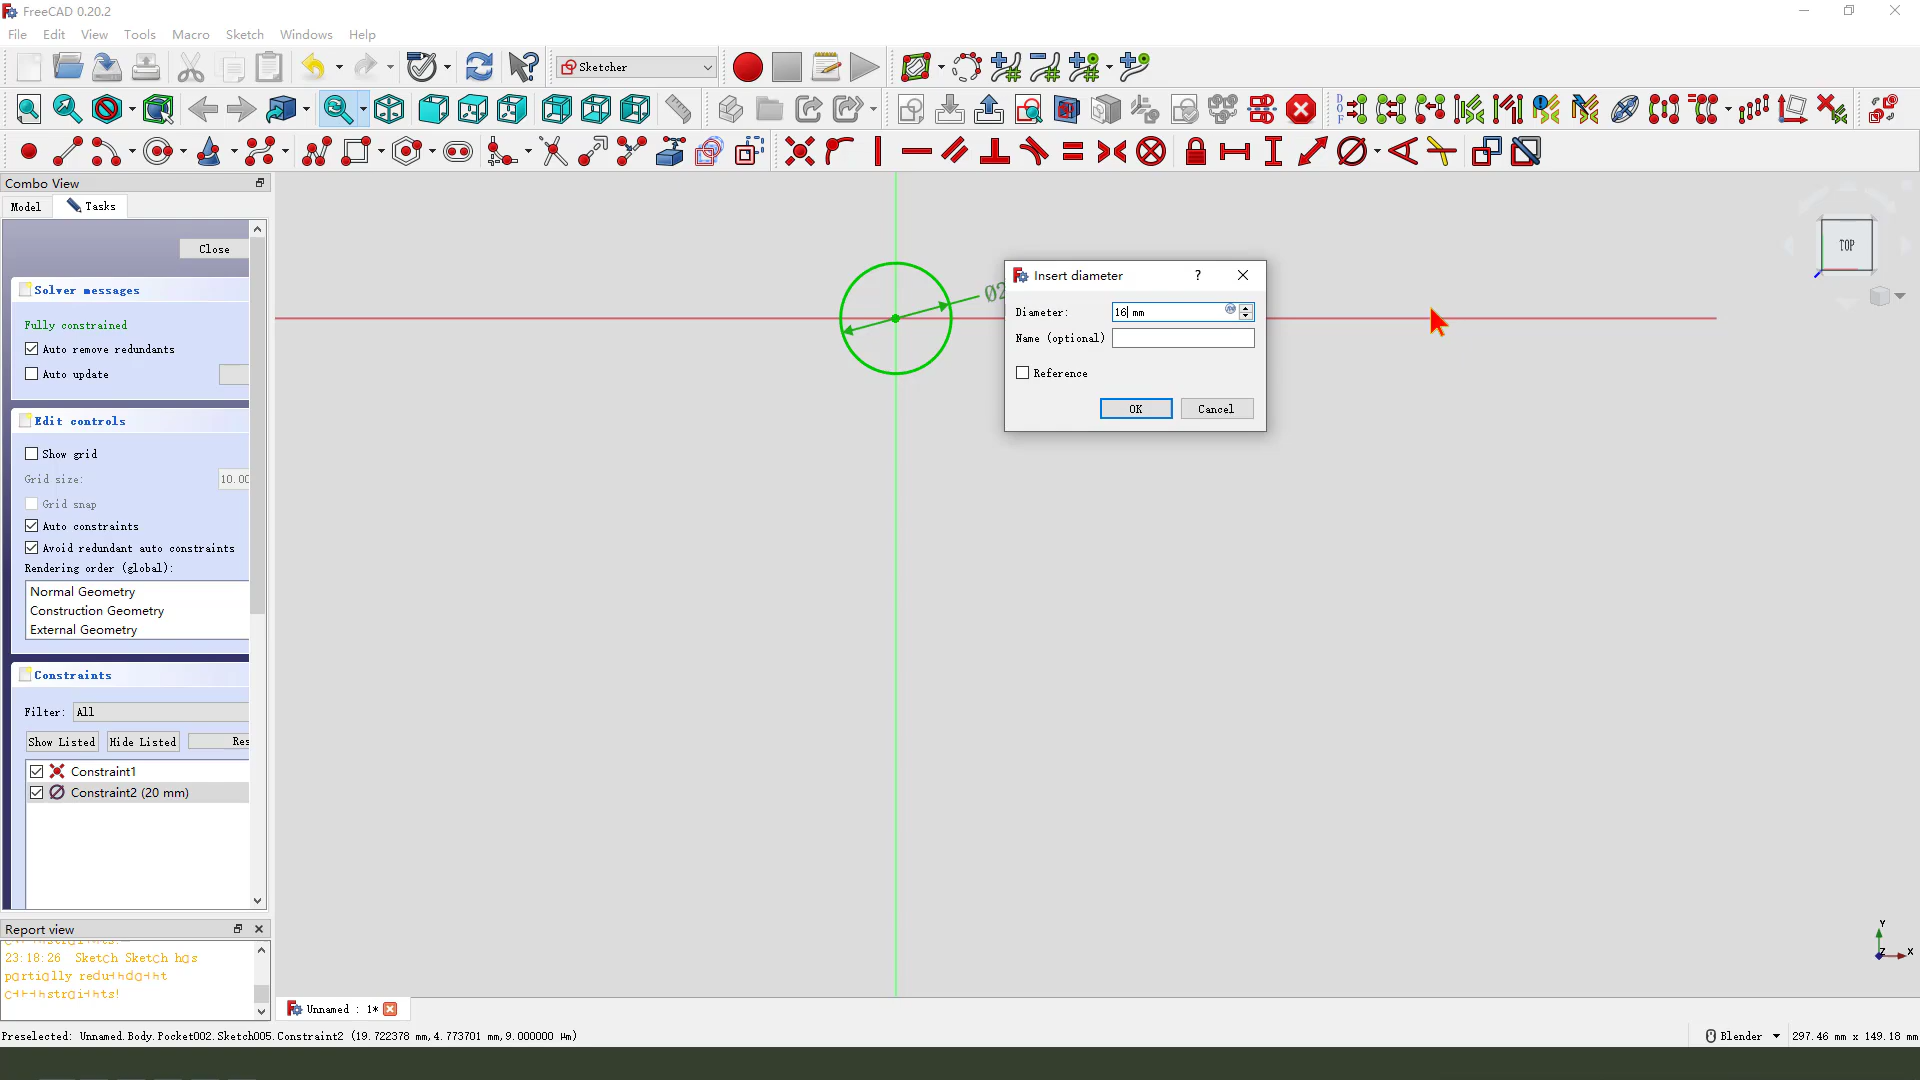 FreeCAD 0.20.2
File Edit View Tools Macro Sketch Windows Help
Sketcher
Combo View
Model Tasks
Close
Solver messages
Fully constrained
Auto remove redundants
Auto update
Edit controls
Show grid
Grid size: 10.00
Grid snap
Auto constraints
Avoid redundant auto constraints
Rendering order (global):
Normal Geometry
Construction Geometry
External Geometry
Constraints
Filter: All
Show Listed Hide Listed Res
Constraint1
Constraint2 (20 mm)
Report view
23:18:26 Sketch Sketch has
partially redundant
constraints!
Ø2
Insert diameter ?
Diameter: 16 mm
Name (optional)
Reference
OK Cancel
TOP
Y
Z X
Unnamed : 1*
Preselected: Unnamed.Body.Pocket002.Sketch005.Constraint2 (19.722378 mm,4.773701 mm,9.000000 µm)
Blender 297.46 mm x 149.18 mm